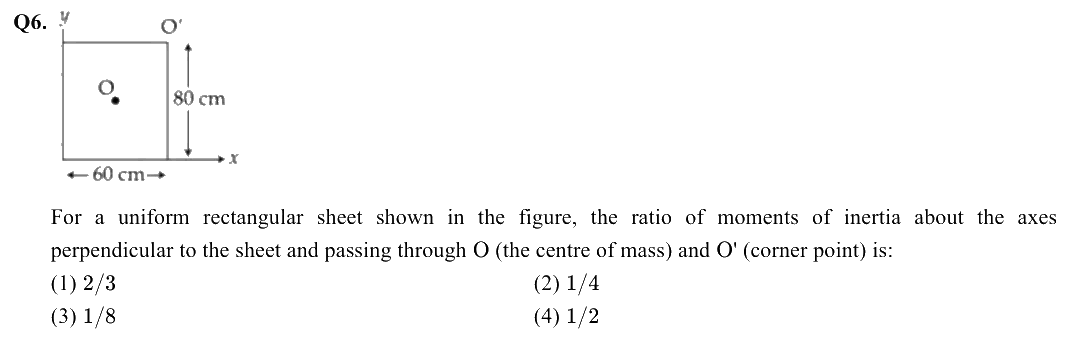 Q6. y O'
O
80 cm
x
60 cm
For a uniform rectangular sheet shown in the figure, the ratio of moments of inertia about the axes
perpendicular to the sheet and passing through O (the centre of mass) and O' (corner point) is:
(1) 2/3 (2) 1/4
(3) 1/8 (4) 1/2